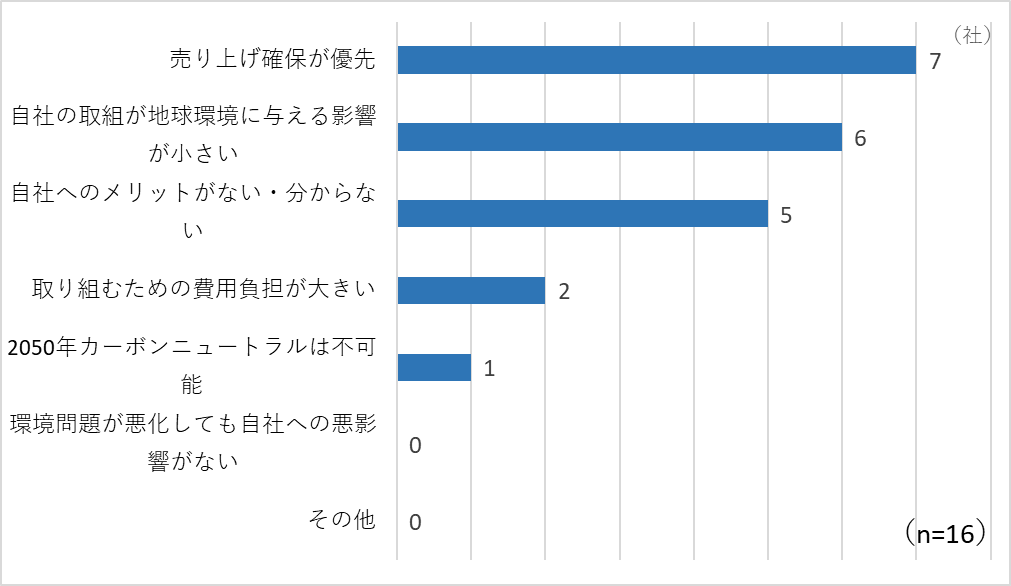 （社）
売り上げ確保が優先
7
自社の取組が地球環境に与える影響
が小さい
6
自社へのメリットがない・分からな
い
5
取り組むための費用負担が大きい
2
2050年カーボンニュートラルは不可
能
1
環境問題が悪化しても自社への悪影
響がない
0
その他
0
（n=16）